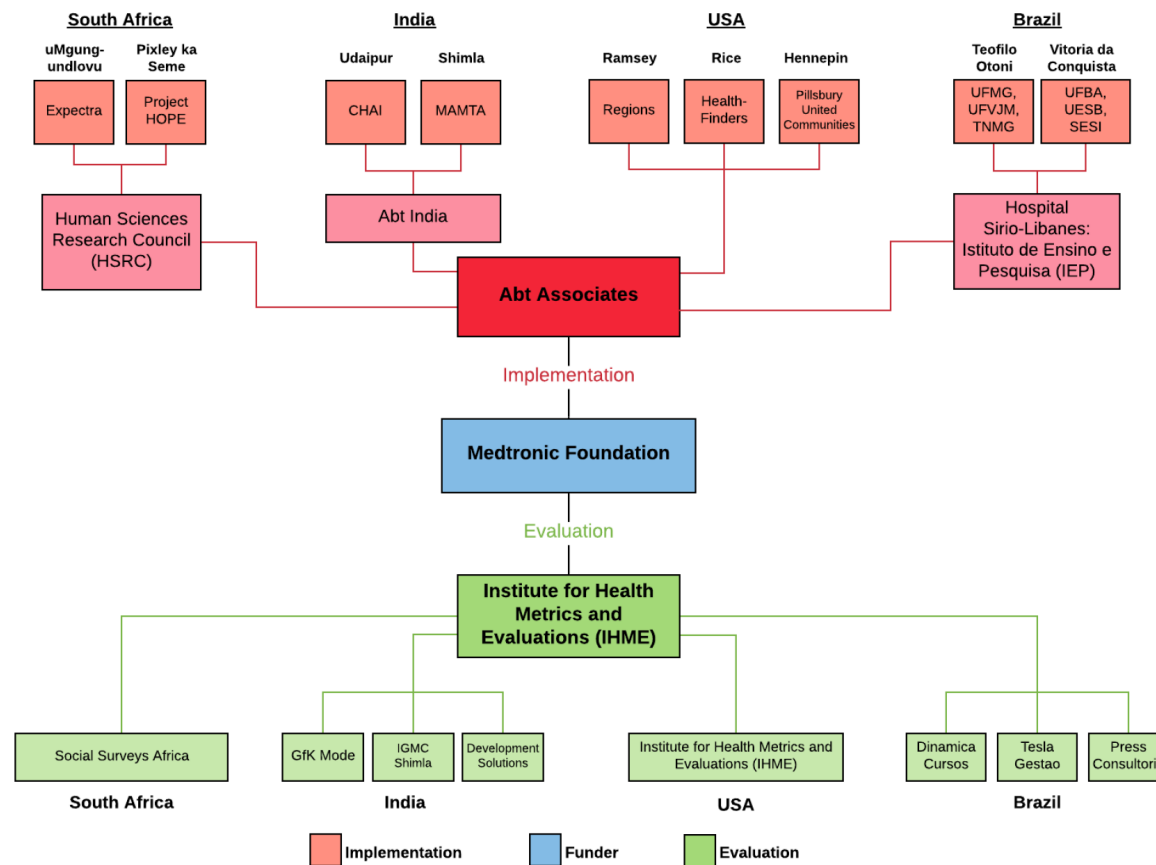 South Africa
India
USA
Brazil
uMgung-
undlovu
Pixley ka
Seme
Udaipur
Shimla
Ramsey
Rice
Hennepin
Teofilo
Otoni
Vitoria da
Conquista
Expectra
Project
HOPE
CHAI
MAMTA
Regions
Health-
Finders
Pillsbury
United
Communities
UFMG,
UFVJM,
TNMG
UFBA,
UESB,
SESI
Human Sciences
Research Council
(HSRC)
Abt India
Hospital
Sirio-Libanes:
Istituto de Ensino e
Pesquisa (IEP)
Abt Associates
Implementation
Medtronic Foundation
Evaluation
Institute for Health
Metrics and
Evaluations (IHME)
Social Surveys Africa
GfK Mode
IGMC
Shimla
Development
Solutions
Institute for Health Metrics and
Evaluations (IHME)
Dinamica
Cursos
Tesla
Gestao
Press
Consultori
South Africa
India
USA
Brazil
Implementation
Funder
Evaluation